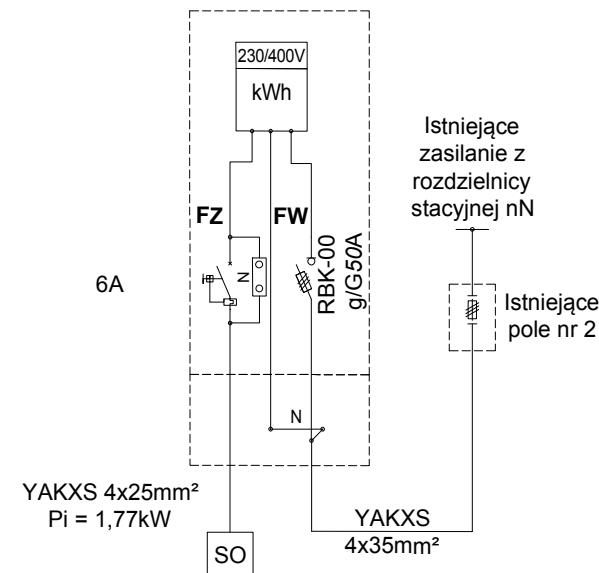 230/400V
kWh
Istniejące
zasilanie z
rozdzielnicy
stacyjnej nN
FZ
FW
N
RBK-00
g/G50A
6A
Istniejące
pole nr 2
N
YAKXS 4x25mm²
Pi = 1,77kW
YAKXS
4x35mm²
SO